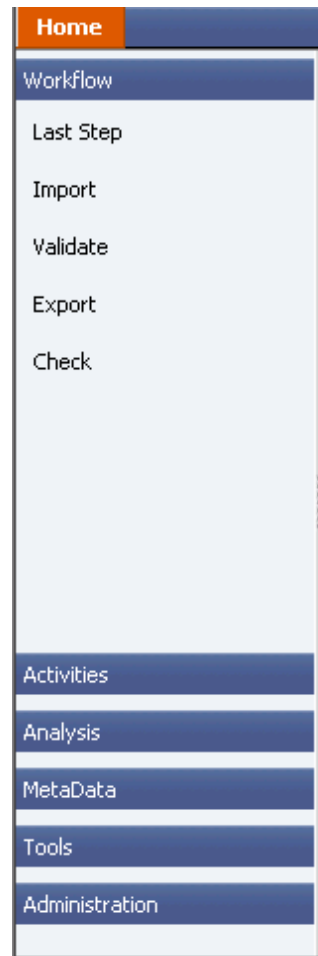 Home
Workflow
Last Step
Import
Validate
Export
Check
Activities
Analysis
MetaData
Tools
Administration